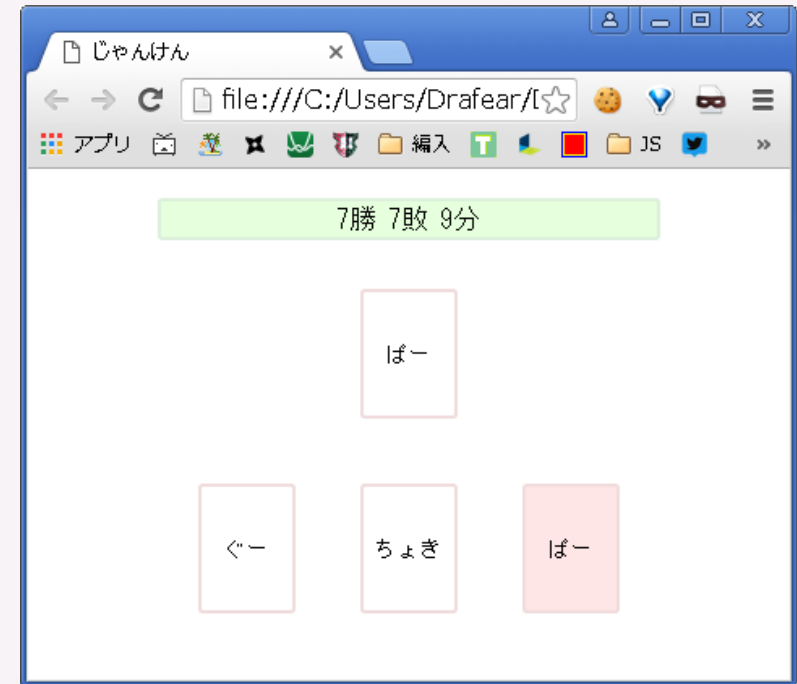 じゃんけん
file:///C:/Users/Drafear/[
アプリ 編入 T JS »
7勝 7敗 9分
ぱー
ぐー ちょき ぱー